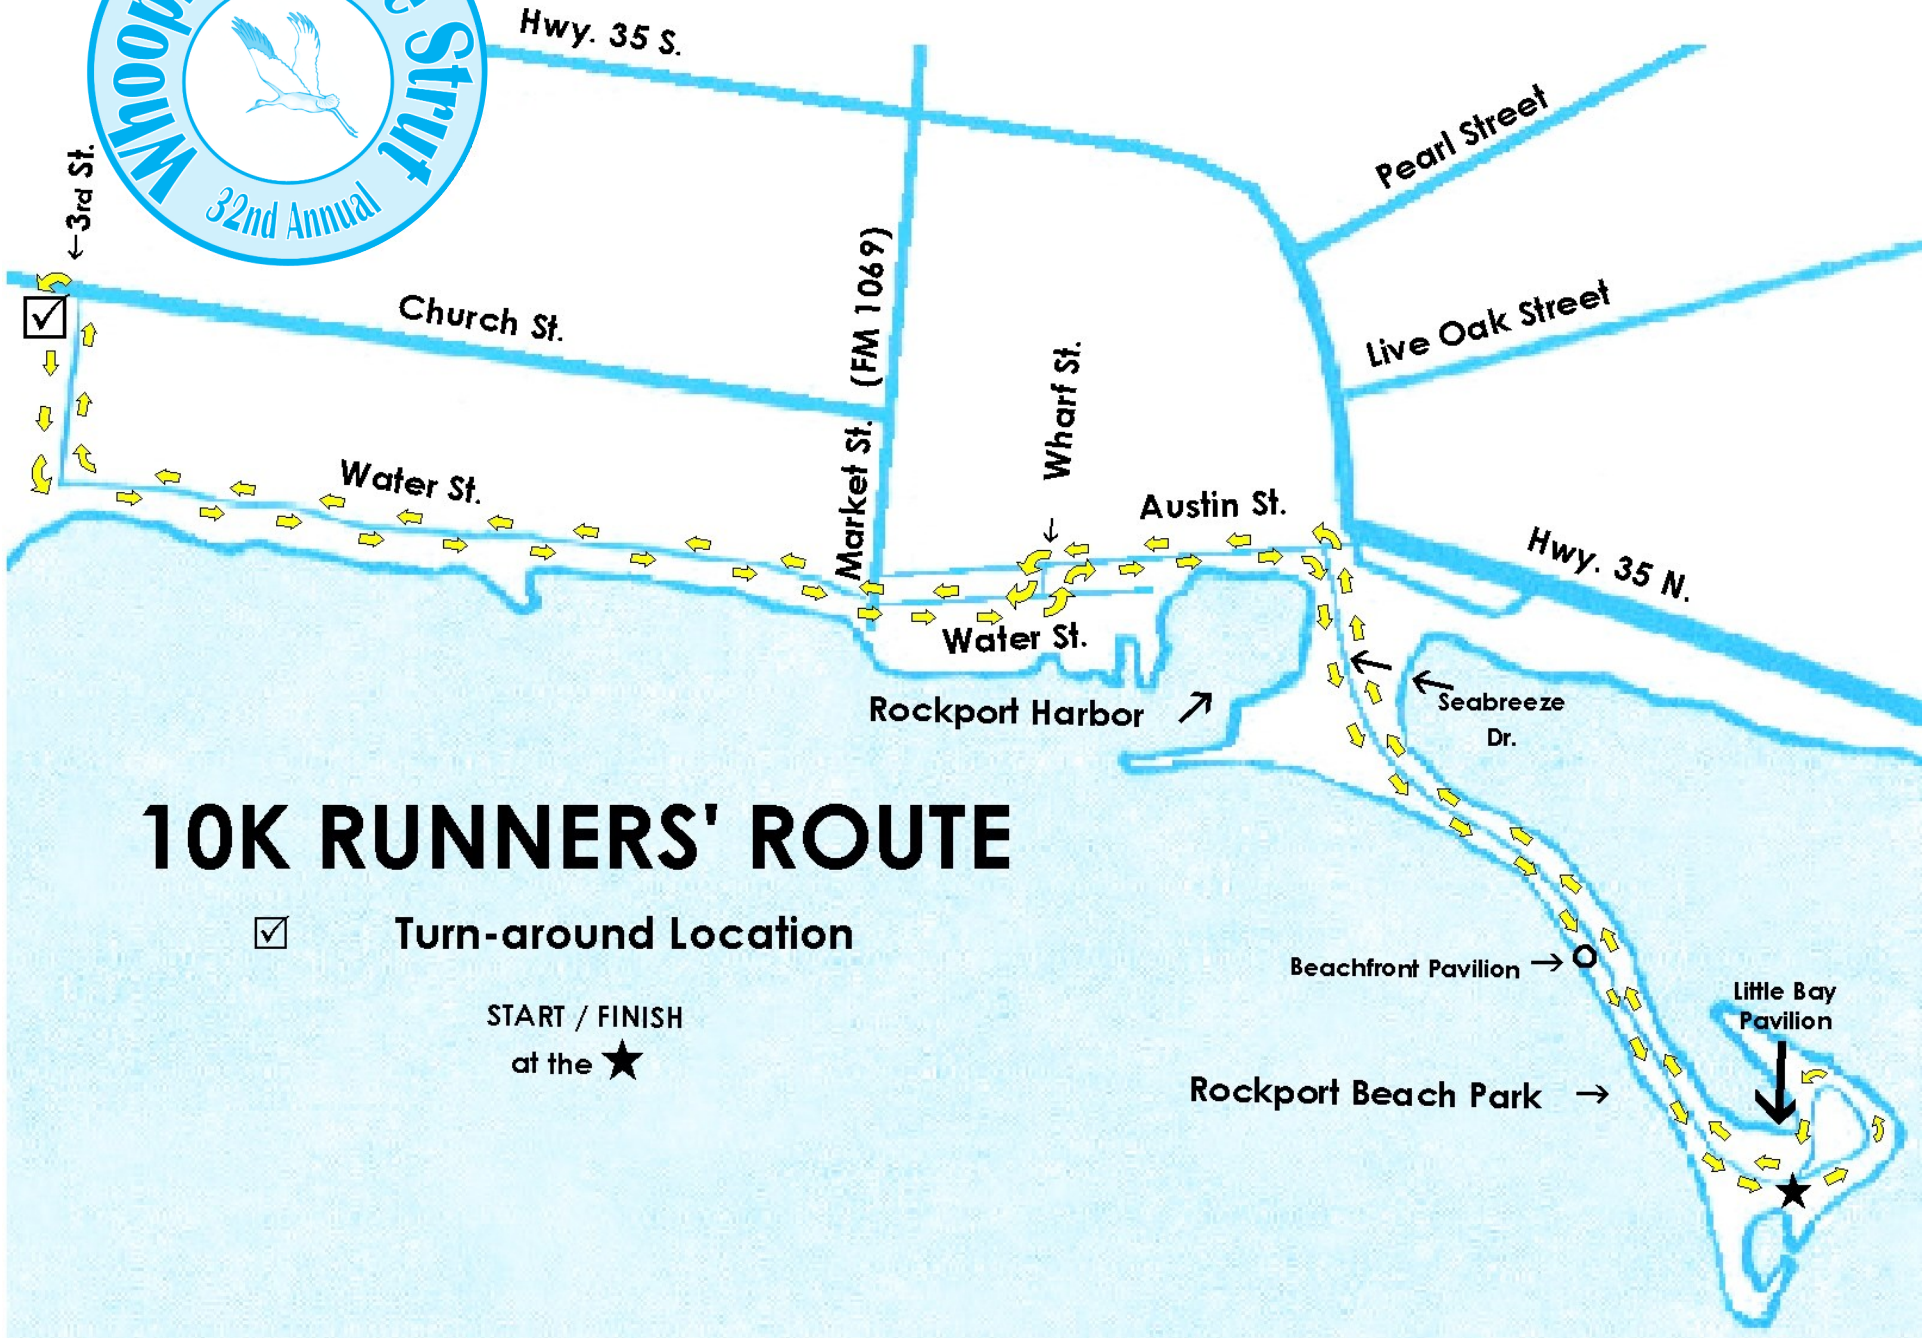 Strut
32nd Annual
Hwy. 35 S.
Pearl Street
←3rd St.
Church St.
Market St. (FM 1069)
Live Oak Street
Wharf St.
←
Water St.
Austin St.
Hwy. 35 N.
Water St.
Rockport Harbor
Seabreeze
Dr.
10K RUNNERS' ROUTE
☑ Turn-around Location
START / FINISH
at the ★
Beachfront Pavilion →
Little Bay
Pavilion
Rockport Beach Park →